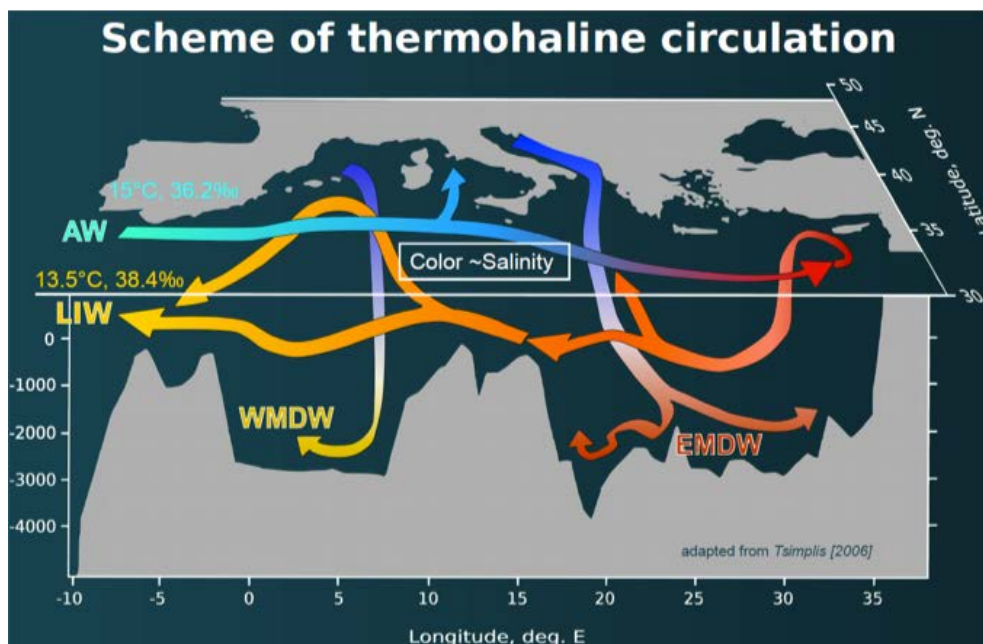 Scheme of thermohaline circulation
50
45
40
35
30
Latitude, deg. N
15°C, 36.2‰
AW
Color ~Salinity
13.5°C, 38.4‰
LIW
0
-1000
-2000
-3000
-4000
WMDW
EMDW
adapted from Tsimplis [2006]
-10
-5
0
5
10
15
20
25
30
35
Longitude, deg. E